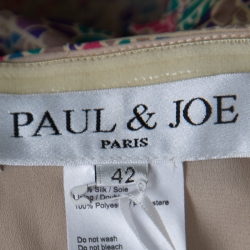 PAUL & JOE
PARIS
42
Silk / Soie
100% Polyes
Do not wash
Do not bleach